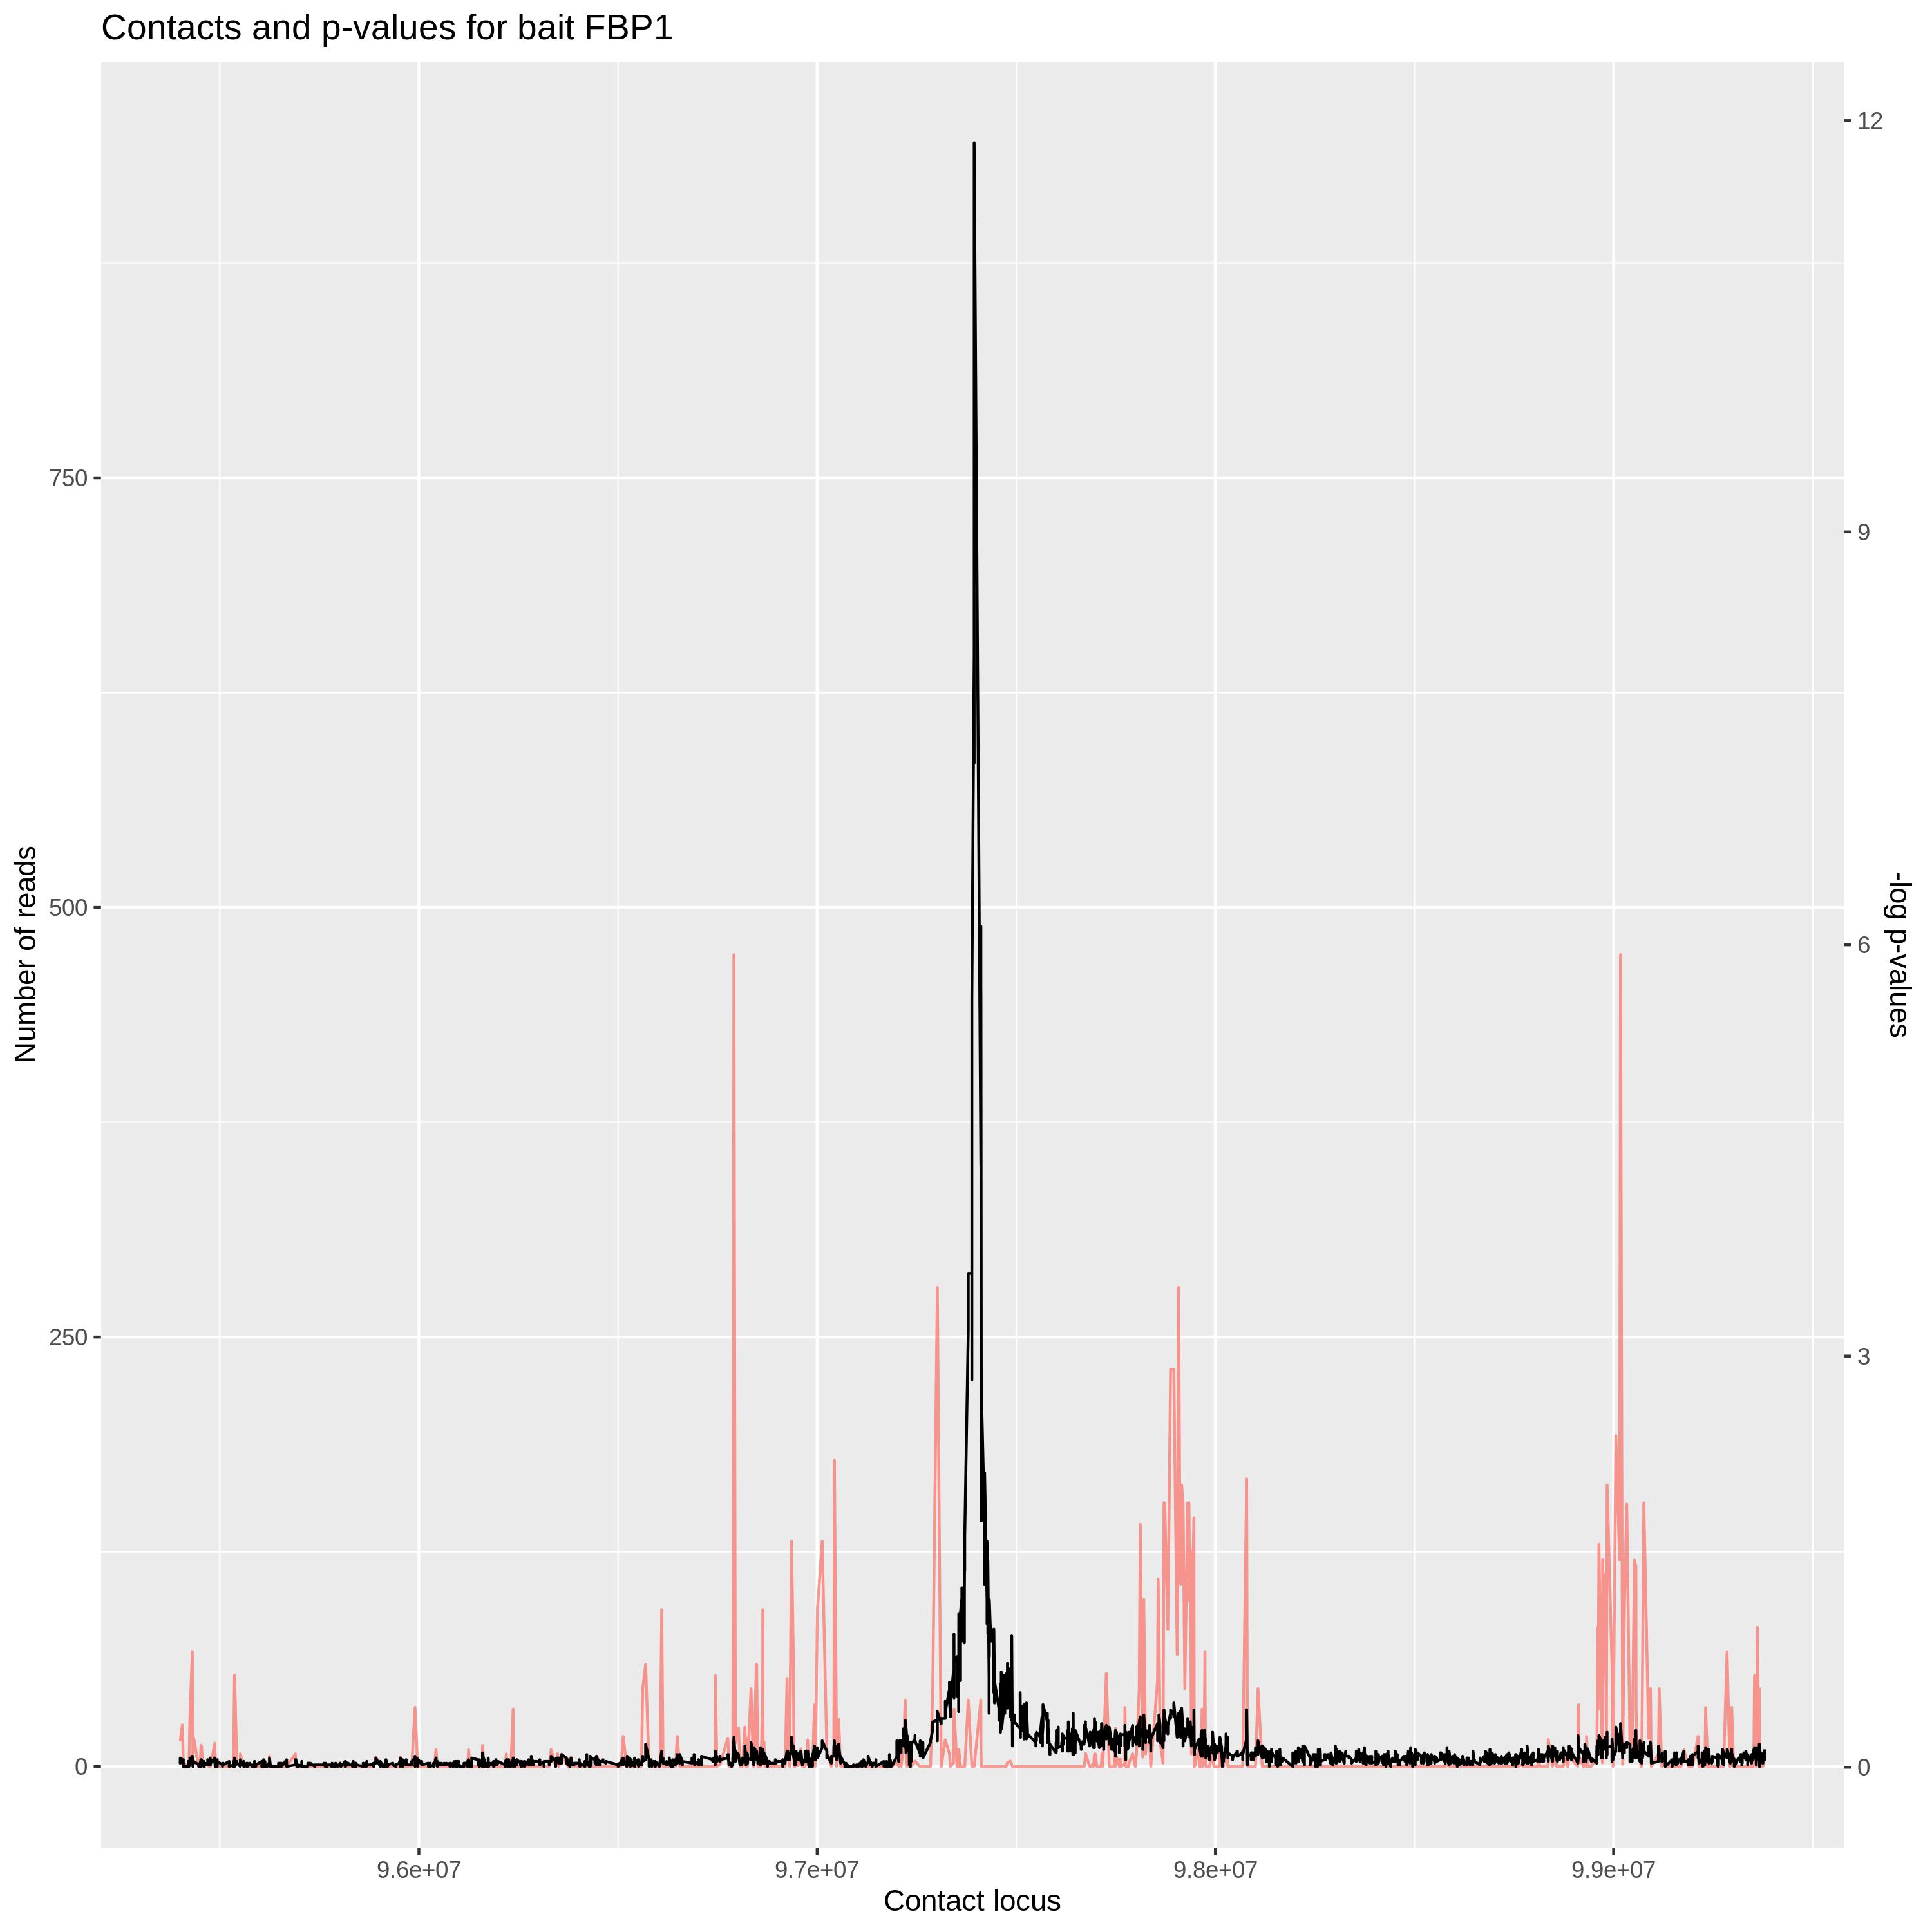 Contacts and p-values for bait FBP1
12
750
9
Number of reads
500
6
-log p-values
250
3
0
0
9.6e+07
9.7e+07
9.8e+07
9.9e+07
Contact locus